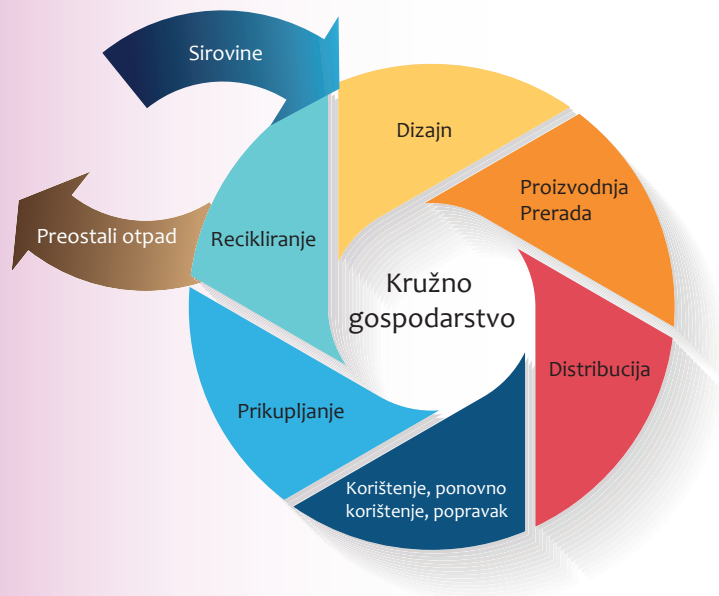 Sirovine
Dizajn
Proizvodnja
Prerada
Preostali otpad
Recikliranje
Kružno
gospodarstvo
Distribucija
Prikupljanje
Korištenje, ponovno
korištenje, popravak